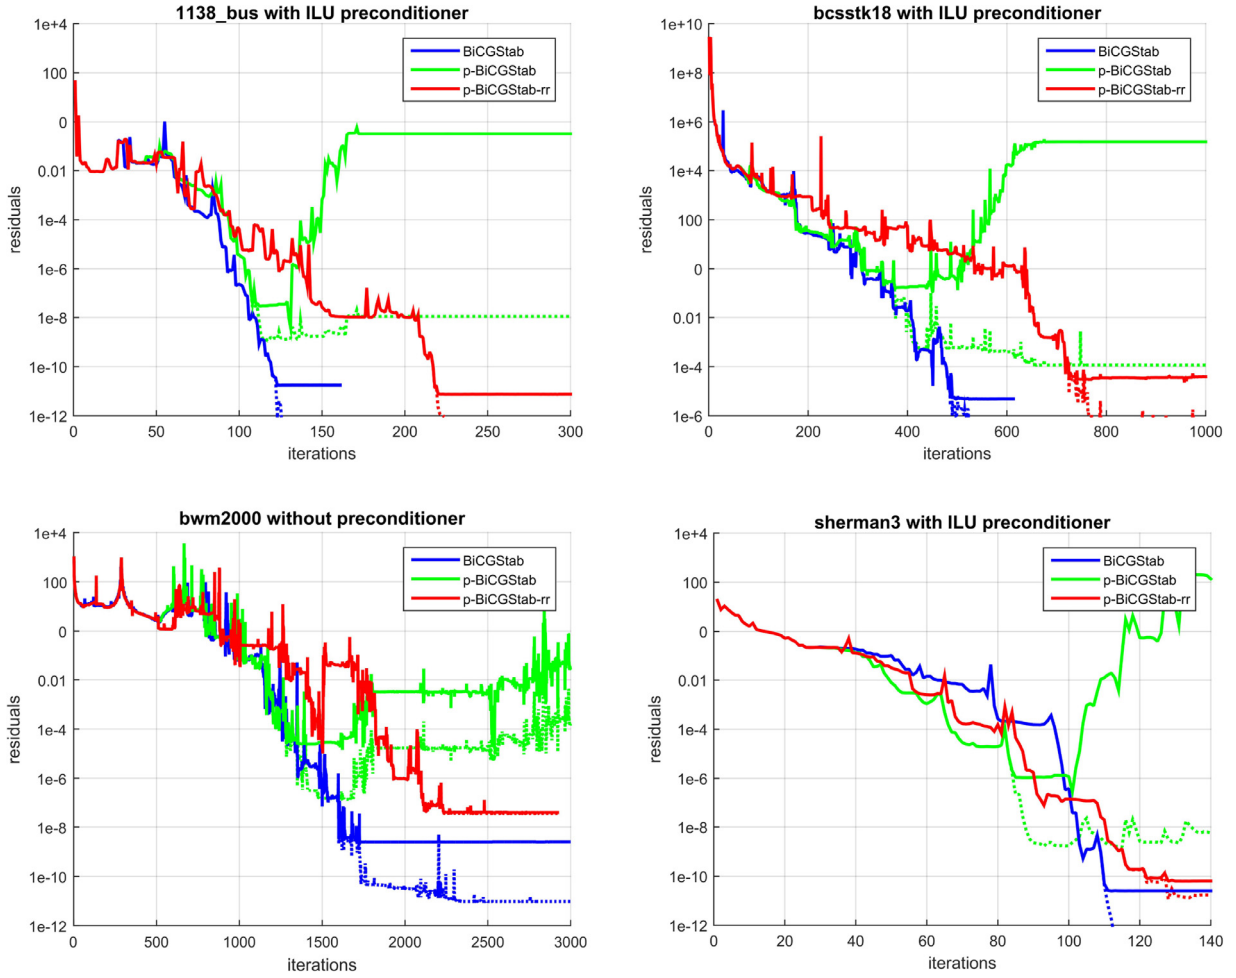 1138_bus with ILU preconditioner
1e+4
100
0
0.01
1e-4
1e-6
1e-8
1e-10
1e-12
residuals
BiCGStab
p-BiCGStab
p-BiCGStab-rr
0 50 100 150 200 250 300
iterations
bcsstk18 with ILU preconditioner
1e+10
1e+8
1e+6
1e+4
100
0
0.01
1e-4
1e-6
residuals
BiCGStab
p-BiCGStab
p-BiCGStab-rr
0 200 400 600 800 1000
iterations
bwm2000 without preconditioner
1e+4
100
0
0.01
1e-4
1e-6
1e-8
1e-10
1e-12
residuals
BiCGStab
p-BiCGStab
p-BiCGStab-rr
0 500 1000 1500 2000 2500 3000
iterations
sherman3 with ILU preconditioner
1e+4
100
0
0.01
1e-4
1e-6
1e-8
1e-10
1e-12
residuals
BiCGStab
p-BiCGStab
p-BiCGStab-rr
0 20 40 60 80 100 120 140
iterations